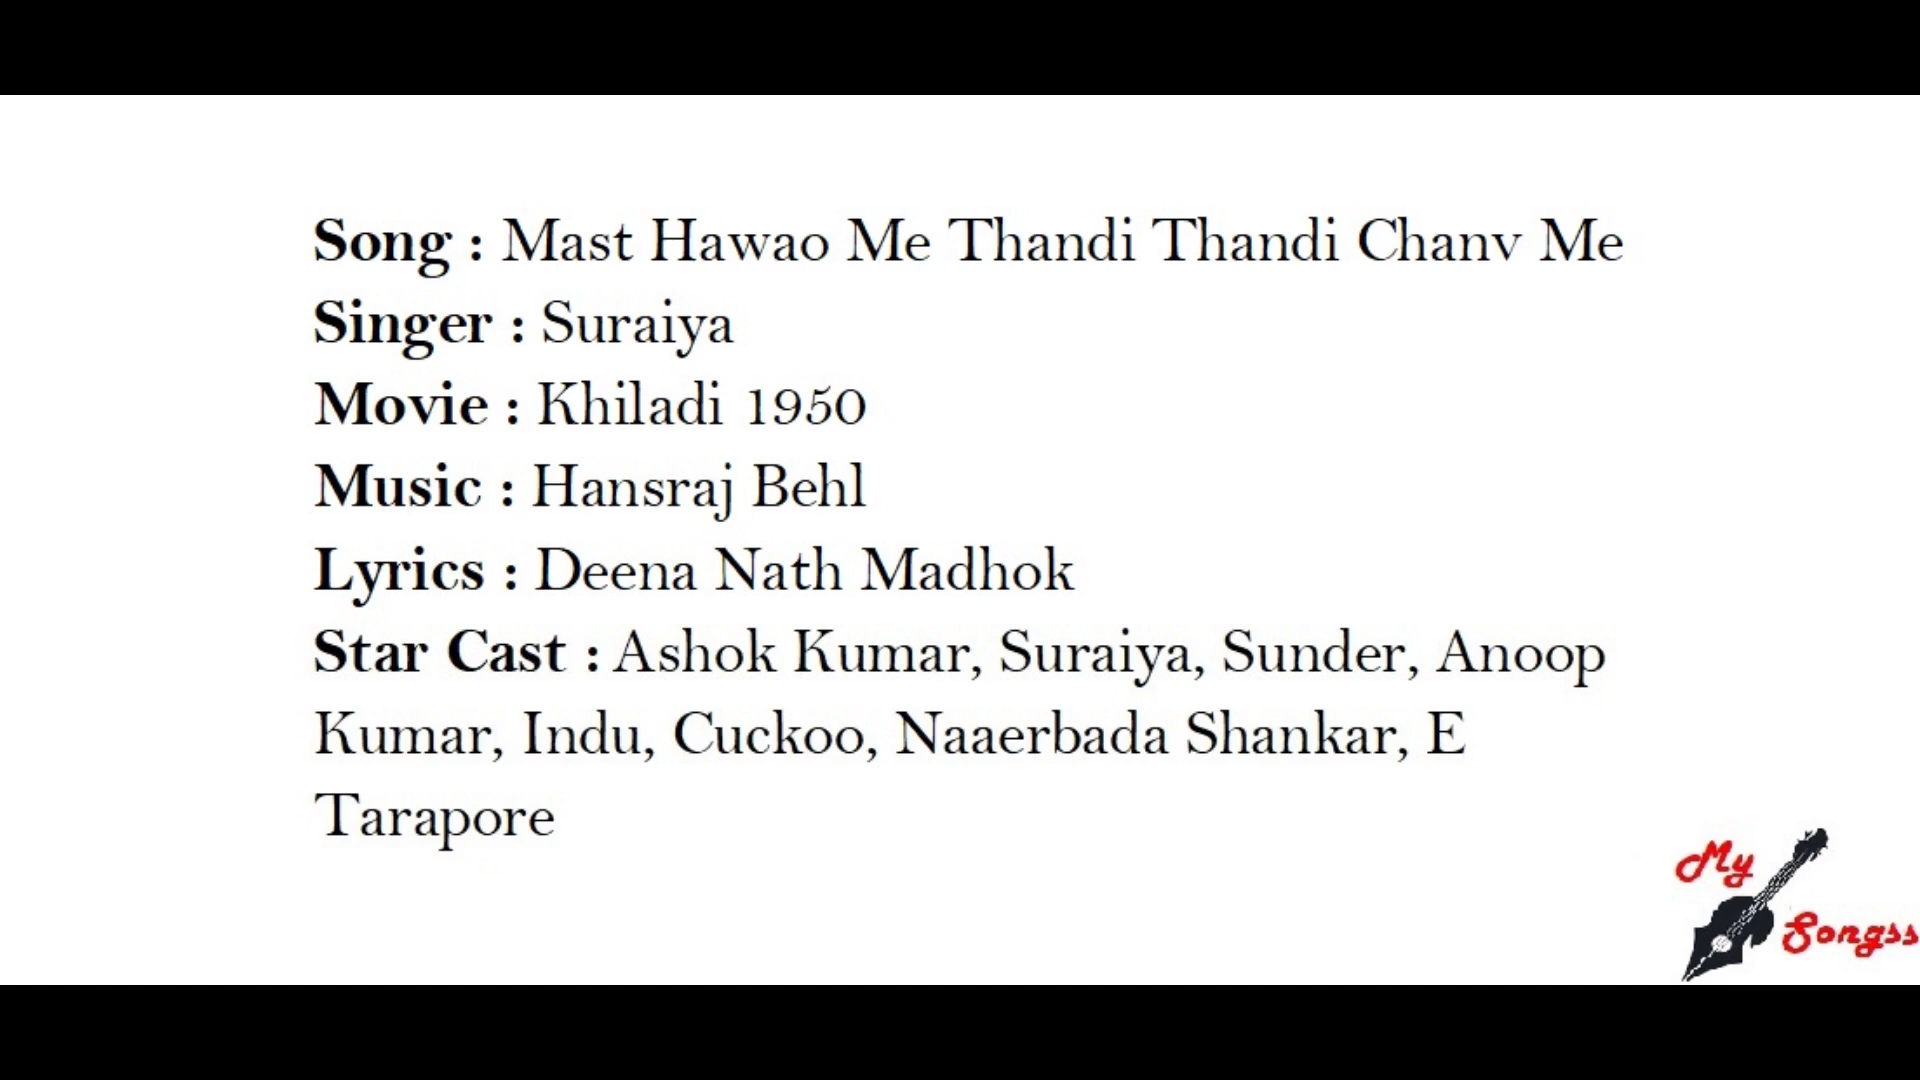 Song : Mast Hawao Me Thandi Thandi Chanv Me
Singer : Suraiya
Movie : Khiladi 1950
Music : Hansraj Behl
Lyrics : Deena Nath Madhok
Star Cast : Ashok Kumar, Suraiya, Sunder, Anoop
Kumar, Indu, Cuckoo, Naaerbada Shankar, E
Tarapore
My
Songss